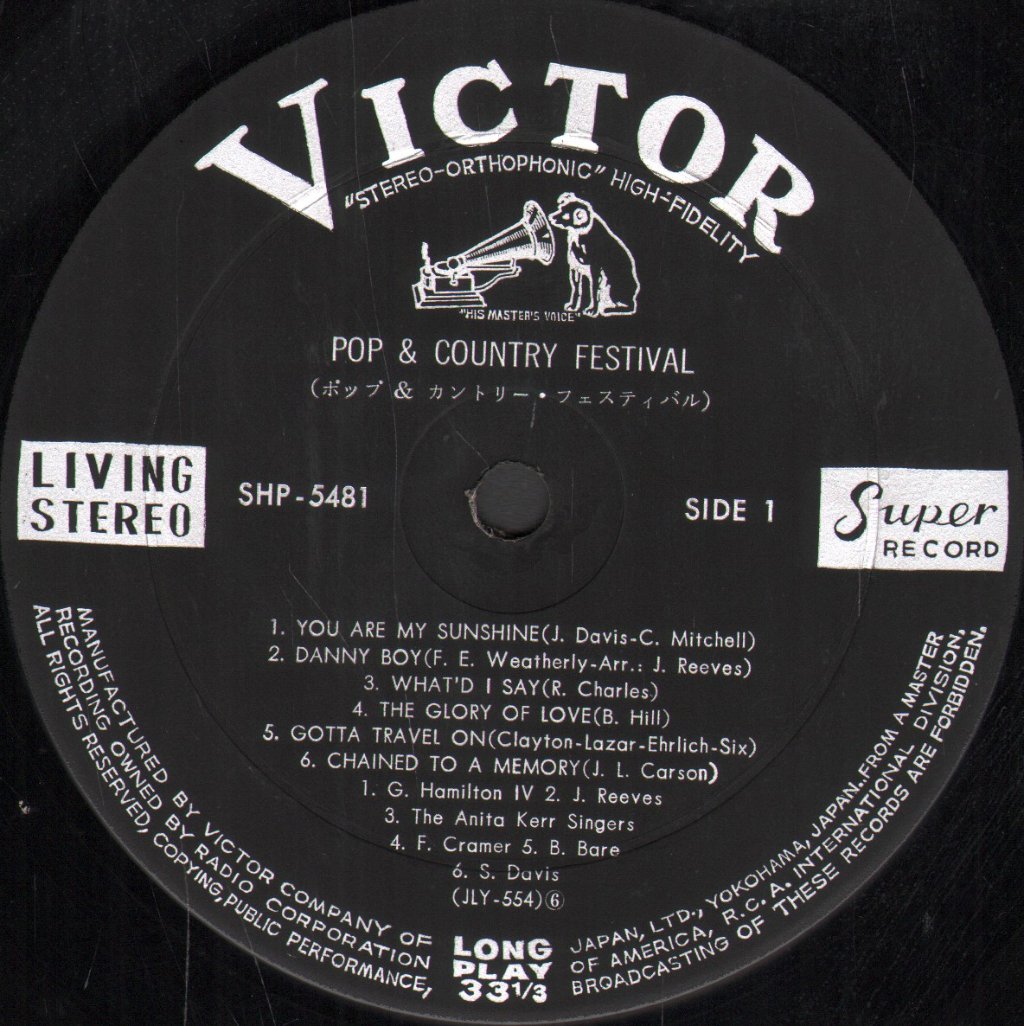 VICTOR
"STEREO-ORTHOPHONIC" HIGH-FIDELITY
"HIS MASTER'S VOICE"
POP & COUNTRY FESTIVAL
(ポップ & カントリー・フェスティバル)
LIVING
STEREO
SHP-5481
SIDE 1
Super
RECORD
1. YOU ARE MY SUNSHINE(J. Davis-C. Mitchell)
2. DANNY BOY(F. E. Weatherly-Arr.: J. Reeves)
3. WHAT'D I SAY(R. Charles)
4. THE GLORY OF LOVE(B. Hill)
5. GOTTA TRAVEL ON(Clayton-Lazar-Ehrlich-Six)
6. CHAINED TO A MEMORY(J. L. Carson)
1. G. Hamilton IV 2. J. Reeves
3. The Anita Kerr Singers
4. F. Cramer 5. B. Bare
6. S. Davis
(JLY-554)⑥
MANUFACTURED BY VICTOR COMPANY OF JAPAN, LTD., YOKOHAMA, JAPAN. FROM A MASTER
RECORDING OWNED BY RADIO CORPORATION OF AMERICA, R.C.A. INTERNATIONAL DIVISION.
ALL RIGHTS RESERVED, COPYING, PUBLIC PERFORMANCE, BROADCASTING OF THESE RECORDS ARE FORBIDDEN.
LONG
PLAY
33 1/3